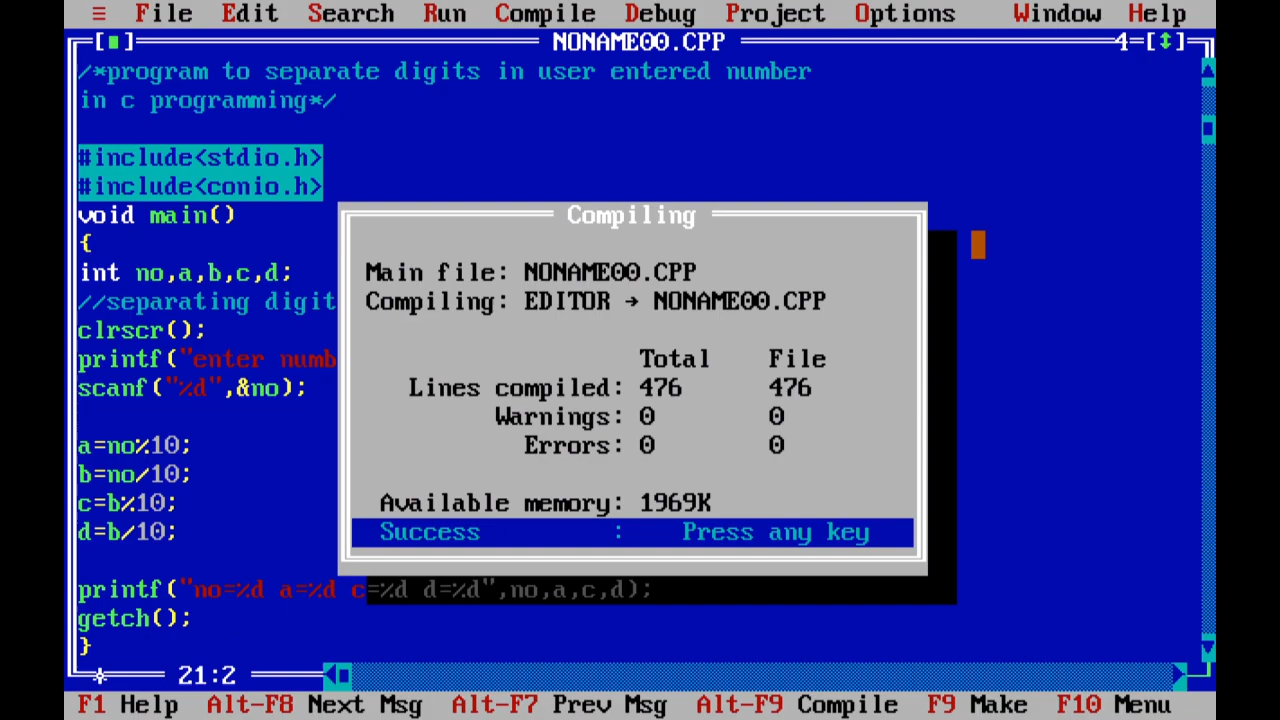 ≡ File Edit Search Run Compile Debug Project Options Window Help
[■] NONAME00.CPP 4=[↕]
/*program to separate digits in user entered number
in c programming*/
#include<stdio.h>
#include<conio.h>
void main()
{
int no,a,b,c,d;
//separating digit
clrscr();
printf("enter numb
scanf("%d",&no);
a=no%10;
b=no/10;
c=b%10;
d=b/10;
printf("no=%d a=%d c=%d d=%d",no,a,c,d);
getch();
}
Compiling
Main file: NONAME00.CPP
Compiling: EDITOR → NONAME00.CPP
Total File
Lines compiled: 476 476
Warnings: 0 0
Errors: 0 0
Available memory: 1969K
Success : Press any key
21:2
F1 Help Alt-F8 Next Msg Alt-F7 Prev Msg Alt-F9 Compile F9 Make F10 Menu